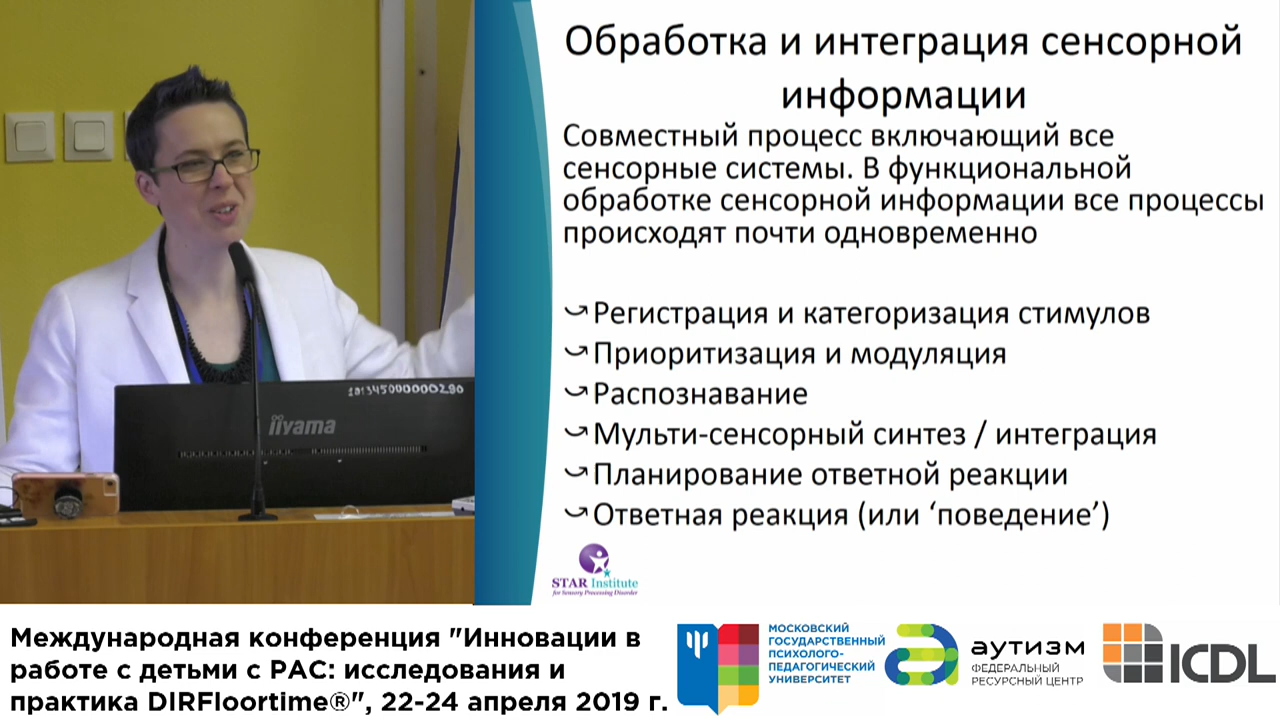 Обработка и интеграция сенсорной
информации
Совместный процесс включающий все
сенсорные системы. В функциональной
обработке сенсорной информации все процессы
происходят почти одновременно
Регистрация и категоризация стимулов
Приоритизация и модуляция
Распознавание
Мульти-сенсорный синтез / интеграция
Планирование ответной реакции
Ответная реакция (или ‘поведение’)
STAR Institute
for Sensory Processing Disorder
iiyama
Международная конференция "Инновации в
работе с детьми с РАС: исследования и
практика DIRFloortime®", 22-24 апреля 2019 г.
МОСКОВСКИЙ
ГОСУДАРСТВЕННЫЙ
ПСИХОЛОГО-
ПЕДАГОГИЧЕСКИЙ
УНИВЕРСИТЕТ
аутизм
ФЕДЕРАЛЬНЫЙ
РЕСУРСНЫЙ ЦЕНТР
ICDL